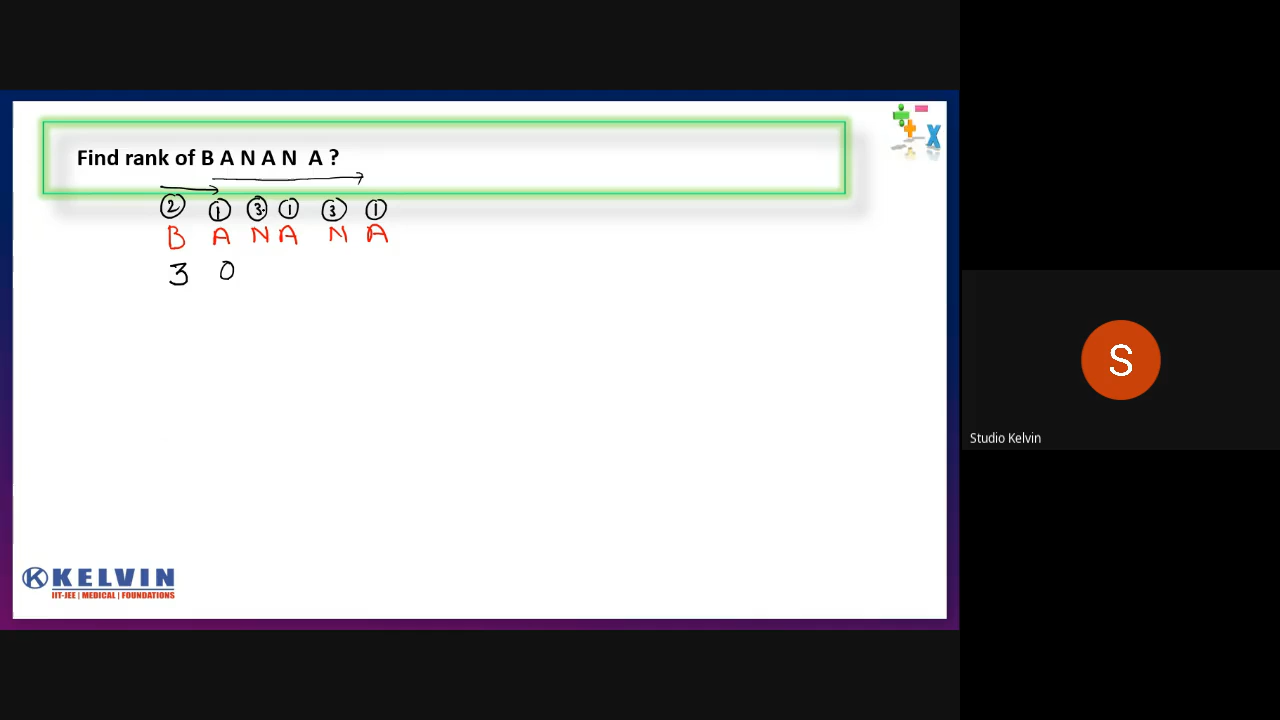 Find rank of B A N A N A ?
2 1 3 1 3 1
B A N A N A
3 0
S
Studio Kelvin
K KELVIN
IIT-JEE | MEDICAL | FOUNDATIONS